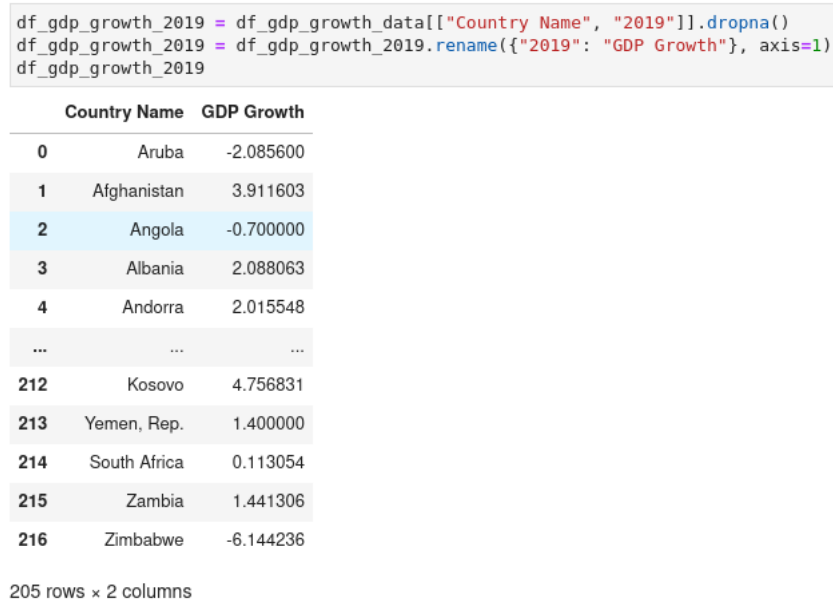 df_gdp_growth_2019 = df_gdp_growth_data[["Country Name", "2019"]].dropna()
df_gdp_growth_2019 = df_gdp_growth_2019.rename({"2019": "GDP Growth"}, axis=1)
df_gdp_growth_2019
Country Name GDP Growth
0 Aruba -2.085600
1 Afghanistan 3.911603
2 Angola -0.700000
3 Albania 2.088063
4 Andorra 2.015548
... ... ...
212 Kosovo 4.756831
213 Yemen, Rep. 1.400000
214 South Africa 0.113054
215 Zambia 1.441306
216 Zimbabwe -6.144236
205 rows × 2 columns